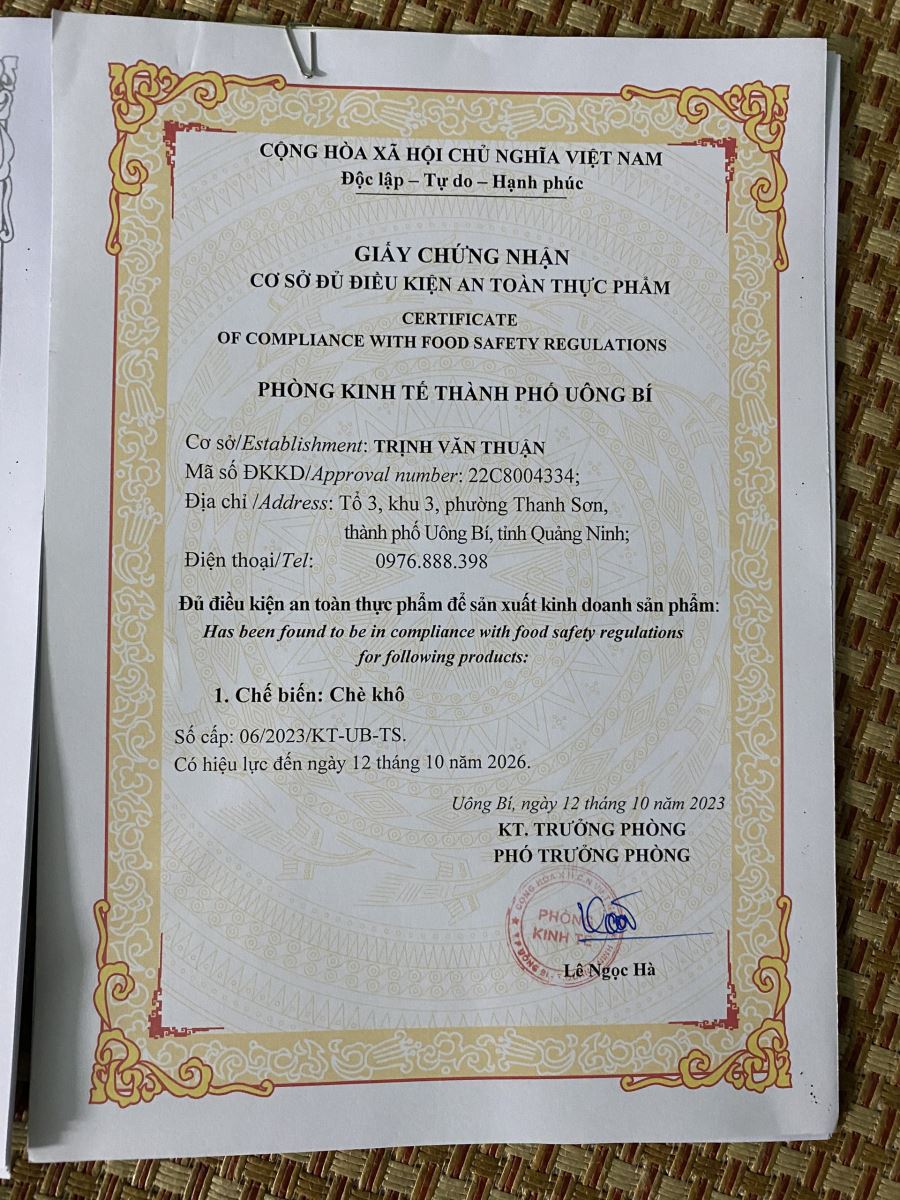 CỘNG HÒA XÃ HỘI CHỦ NGHĨA VIỆT NAM
Độc lập – Tự do – Hạnh phúc
GIẤY CHỨNG NHẬN
CƠ SỞ ĐỦ ĐIỀU KIỆN AN TOÀN THỰC PHẨM
CERTIFICATE
OF COMPLIANCE WITH FOOD SAFETY REGULATIONS
PHÒNG KINH TẾ THÀNH PHỐ UÔNG BÍ
Cơ sở/Establishment: TRỊNH VĂN THUẬN
Mã số ĐKKD/Approval number: 22C8004334;
Địa chỉ /Address: Tổ 3, khu 3, phường Thanh Sơn,
thành phố Uông Bí, tỉnh Quảng Ninh;
Điện thoại/Tel: 0976.888.398
Đủ điều kiện an toàn thực phẩm để sản xuất kinh doanh sản phẩm:
Has been found to be in compliance with food safety regulations
for following products:
1. Chế biến: Chè khô
Số cấp: 06/2023/KT-UB-TS.
Có hiệu lực đến ngày 12 tháng 10 năm 2026.
Uông Bí, ngày 12 tháng 10 năm 2023
KT. TRƯỞNG PHÒNG
PHÓ TRƯỞNG PHÒNG
PHÒNG
KINH TẾ
Lê Ngọc Hà